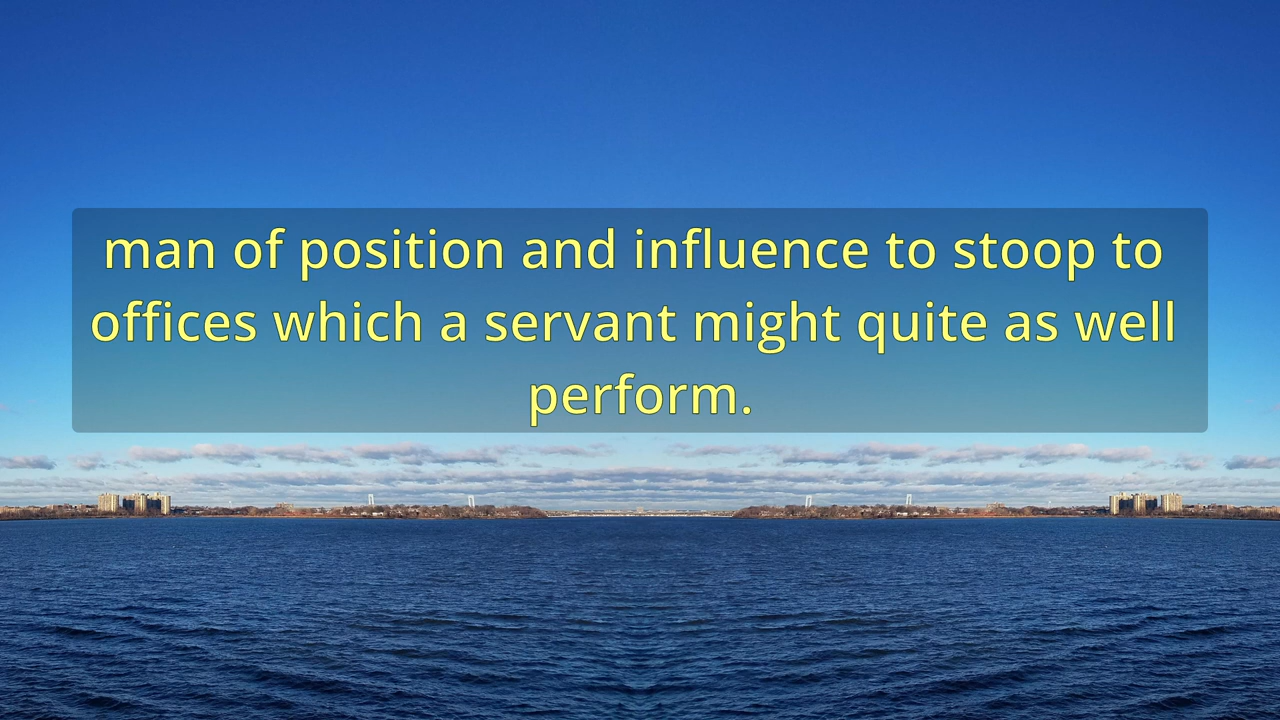 man of position and influence to stoop to
offices which a servant might quite as well
perform.